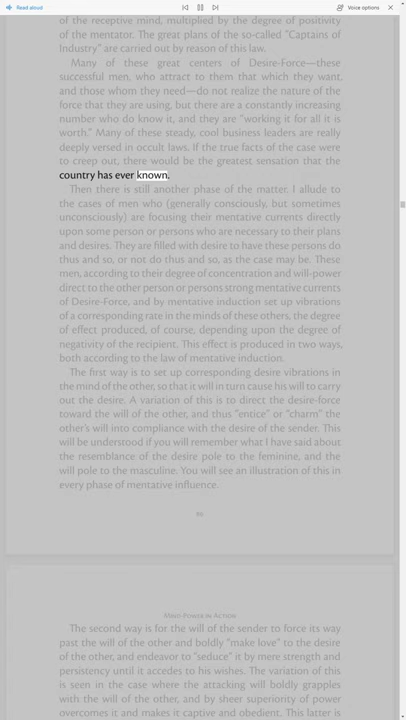 Read aloud
Voice options
of the receptive mind, multiplied by the degree of positivity
of the mentator. The great plans of the so-called "Captains of
Industry" are carried out by reason of this law.
Many of these great centers of Desire-Force—these
successful men, who attract to them that which they want,
and those whom they need—do not realize the nature of the
force that they are using, but there are a constantly increasing
number who do know it, and they are "working it for all it is
worth." Many of these steady, cool business leaders are really
deeply versed in occult laws. If the true facts of the case were
to creep out, there would be the greatest sensation that the
country has ever known.
Then there is still another phase of the matter. I allude to
the cases of men who (generally consciously, but sometimes
unconsciously) are focusing their mentative currents directly
upon some person or persons who are necessary to their plans
and desires. They are filled with desire to have these persons do
thus and so, or not do thus and so, as the case may be. These
men, according to their degree of concentration and will-power
direct to the other person or persons strong mentative currents
of Desire-Force, and by mentative induction set up vibrations
of a corresponding rate in the minds of these others, the degree
of effect produced, of course, depending upon the degree of
negativity of the recipient. This effect is produced in two ways,
both according to the law of mentative induction.
The first way is to set up corresponding desire vibrations in
the mind of the other, so that it will in turn cause his will to carry
out the desire. A variation of this is to direct the desire-force
toward the will of the other, and thus "entice" or "charm" the
other's will into compliance with the desire of the sender. This
will be understood if you will remember what I have said about
the resemblance of the desire pole to the feminine, and the
will pole to the masculine. You will see an illustration of this in
every phase of mentative influence.
Mind-Power in Action
The second way is for the will of the sender to force its way
past the will of the other and boldly "make love" to the desire
of the other, and endeavor to "seduce" it by mere strength and
persistency until it accedes to his wishes. The variation of this
is seen in the case where the attacking will boldly grapples
with the will of the other, and by sheer superiority of power
overcomes it and makes it captive and obedient. This latter is